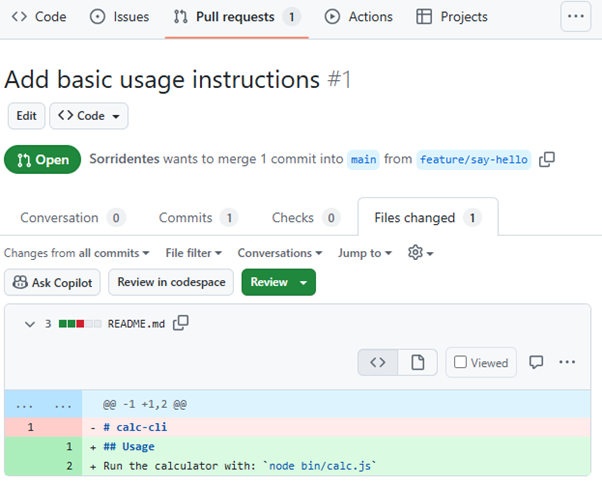 Code Issues Pull requests 1 Actions Projects ...
Add basic usage instructions #1
Edit Code
Open Sorridentes wants to merge 1 commit into main from feature/say-hello
Conversation 0 Commits 1 Checks 0 Files changed 1
Changes from all commits File filter Conversations Jump to
Ask Copilot Review in codespace Review
3 README.md
<> Viewed ...
... ... @@ -1 +1,2 @@
1 - # calc-cli
1 + ## Usage
2 + Run the calculator with: `node bin/calc.js`